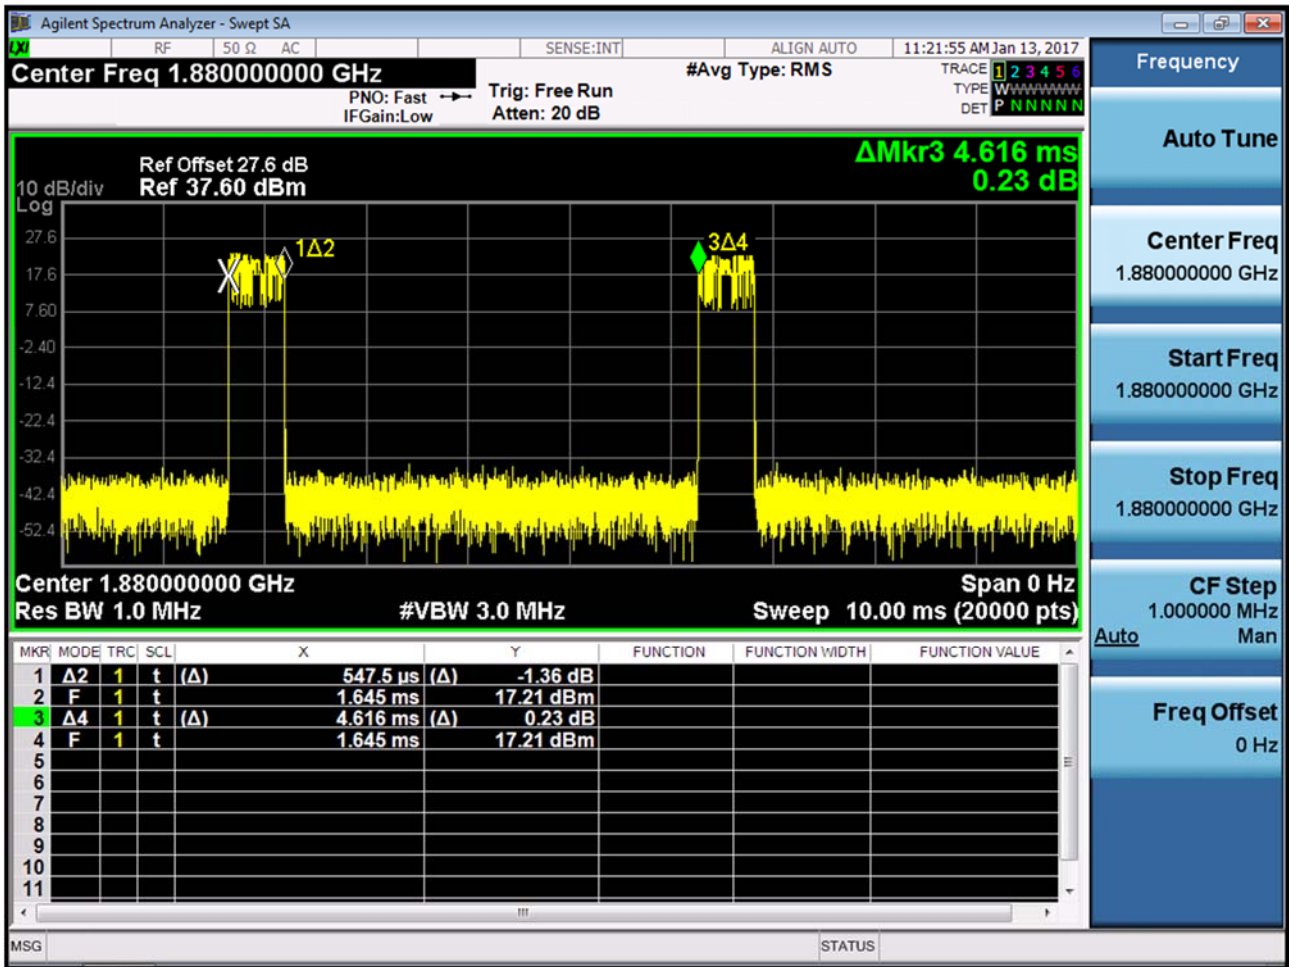 Agilent Spectrum Analyzer - Swept SA
LXI RF 50 Ω AC SENSE:INT ALIGN AUTO 11:21:55 AM Jan 13, 2017
Center Freq 1.880000000 GHz
PNO: Fast
IFGain:Low
Trig: Free Run
Atten: 20 dB
#Avg Type: RMS
TRACE 1 2 3 4 5 6
TYPE W W W W W W
DET P N N N N N
ΔMkr3 4.616 ms
0.23 dB
Ref Offset 27.6 dB
10 dB/div Ref 37.60 dBm
Log
27.6
17.6
7.60
-2.40
-12.4
-22.4
-32.4
-42.4
-52.4
1Δ2
3Δ4
Center 1.880000000 GHz Span 0 Hz
Res BW 1.0 MHz #VBW 3.0 MHz Sweep 10.00 ms (20000 pts)
MKR MODE TRC SCL X Y FUNCTION FUNCTION WIDTH FUNCTION VALUE
1 Δ2 1 t (Δ) 547.5 µs (Δ) -1.36 dB
2 F 1 t 1.645 ms 17.21 dBm
3 Δ4 1 t (Δ) 4.616 ms (Δ) 0.23 dB
4 F 1 t 1.645 ms 17.21 dBm
5
6
7
8
9
10
11
MSG STATUS
Frequency
Auto Tune
Center Freq
1.880000000 GHz
Start Freq
1.880000000 GHz
Stop Freq
1.880000000 GHz
CF Step
1.000000 MHz
Auto Man
Freq Offset
0 Hz